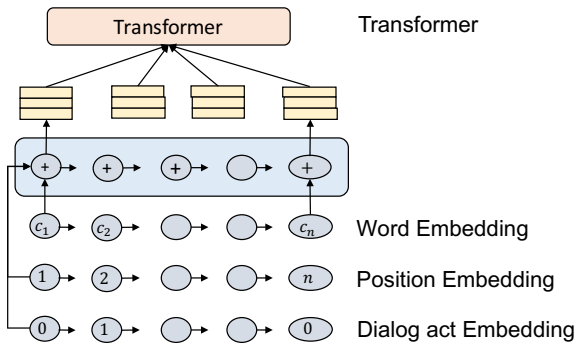 Transformer Transformer
+ + + +
c₁ c₂ cₙ Word Embedding
1 2 n Position Embedding
0 1 0 Dialog act Embedding